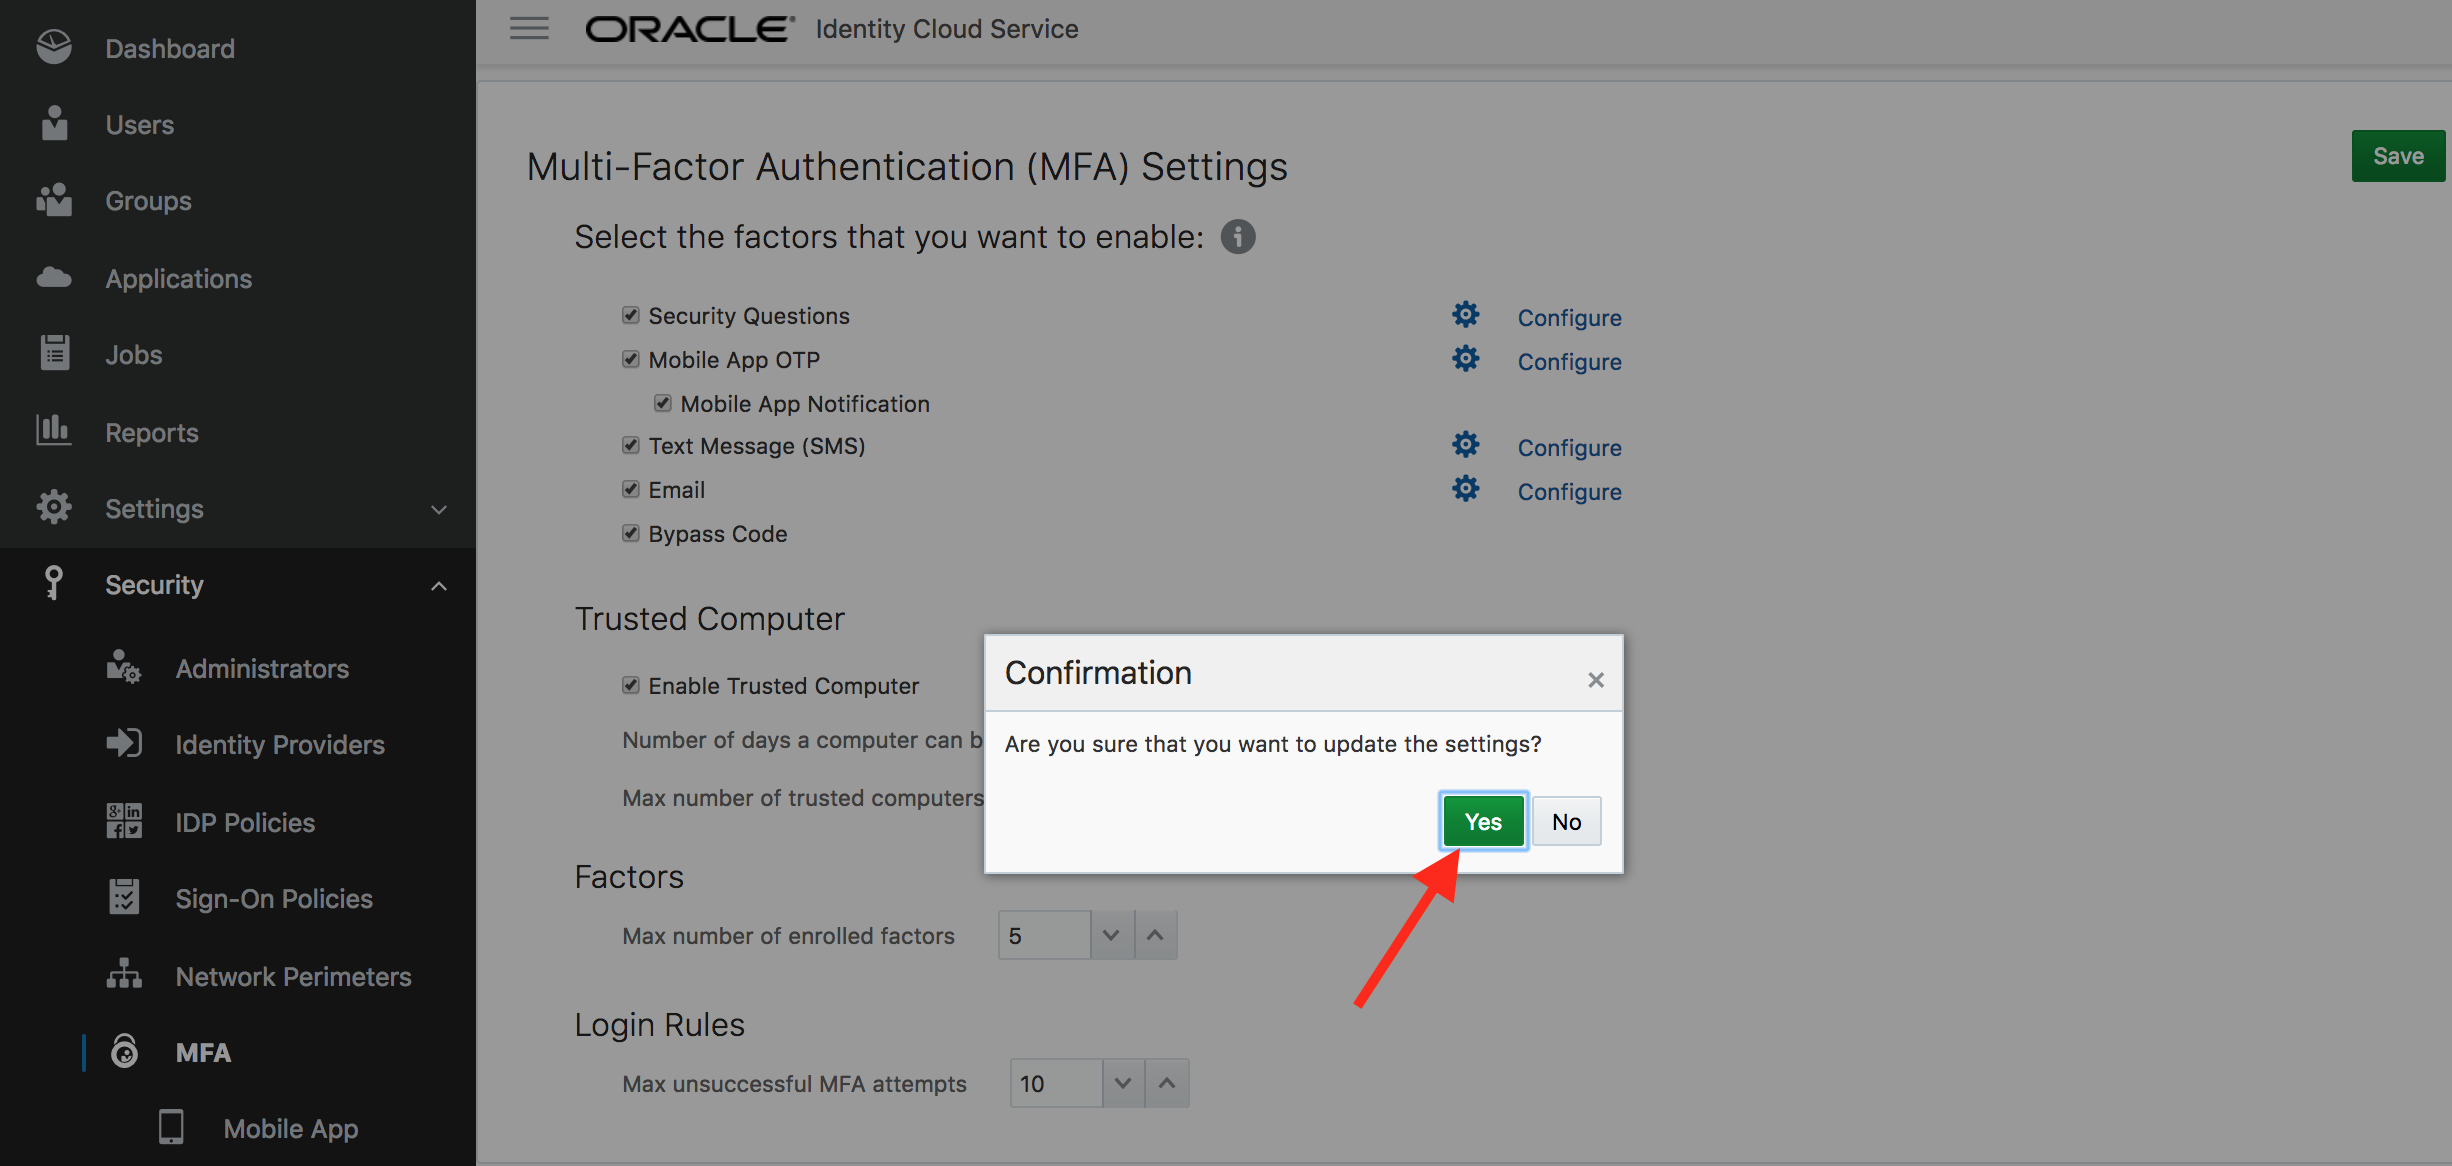 Dashboard
Users
Groups
Applications
Jobs
Reports
Settings
Security
Administrators
Identity Providers
IDP Policies
Sign-On Policies
Network Perimeters
MFA
Mobile App
ORACLE® Identity Cloud Service
Multi-Factor Authentication (MFA) Settings
Save
Select the factors that you want to enable:
Security Questions Configure
Mobile App OTP Configure
Mobile App Notification
Text Message (SMS) Configure
Email Configure
Bypass Code
Trusted Computer
Enable Trusted Computer
Number of days a computer can b
Max number of trusted computers
Confirmation
Are you sure that you want to update the settings?
Yes No
Factors
Max number of enrolled factors 5
Login Rules
Max unsuccessful MFA attempts 10